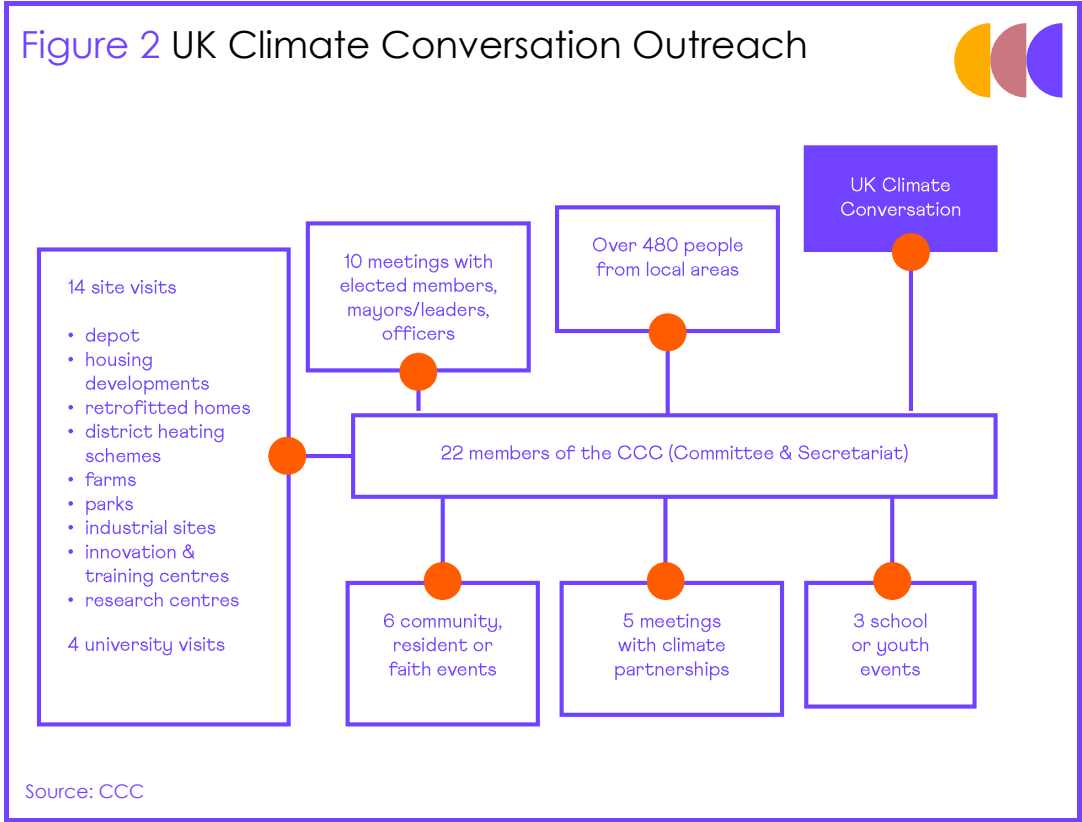 Figure 2 UK Climate Conversation Outreach
UK Climate
Conversation
Over 480 people
from local areas
10 meetings with
elected members,
mayors/leaders,
officers
14 site visits
• depot
• housing
developments
• retrofitted homes
• district heating
schemes
• farms
• parks
• industrial sites
• innovation &
training centres
• research centres
4 university visits
22 members of the CCC (Committee & Secretariat)
6 community,
resident or
faith events
5 meetings
with climate
partnerships
3 school
or youth
events
Source: CCC